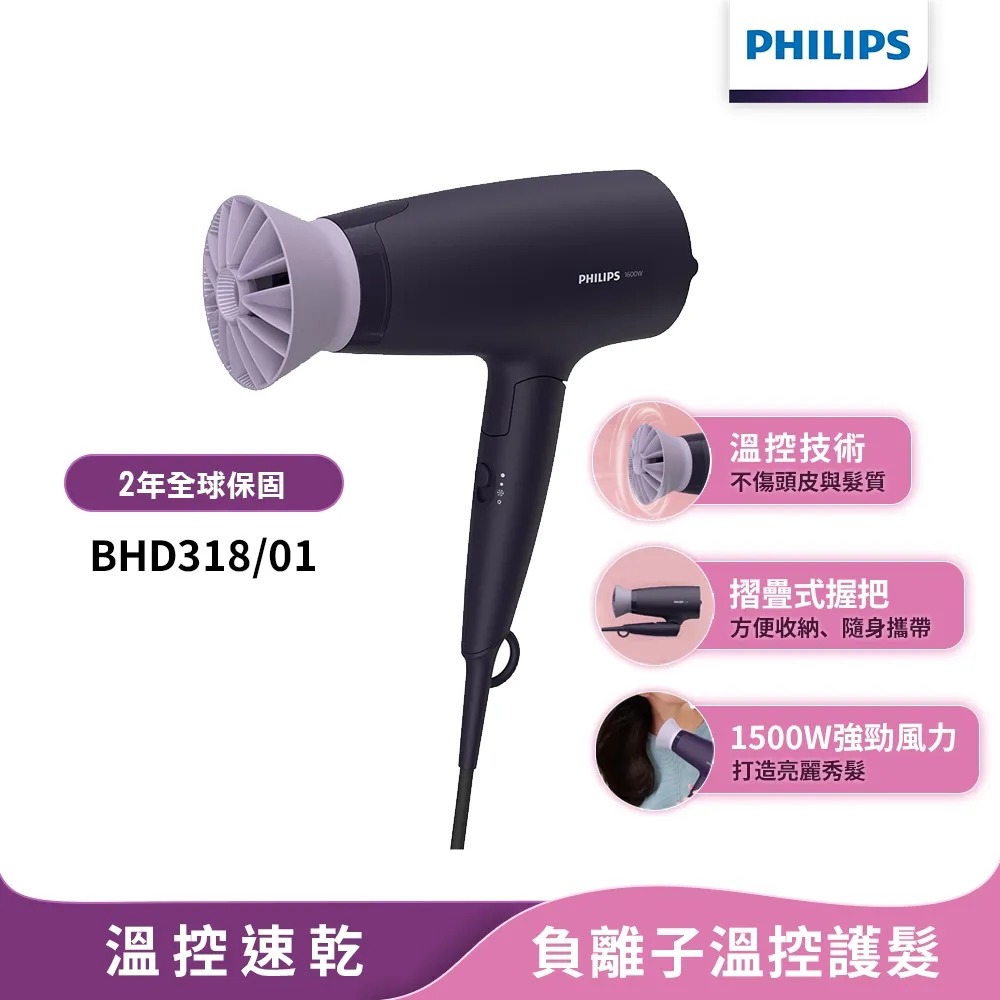 PHILIPS
PHILIPS 1600W
2年全球保固
BHD318/01
溫控技術
不傷頭皮與髮質
摺疊式握把
方便收納、隨身攜帶
1500W強勁風力
打造亮麗秀髮
溫控速乾
負離子溫控護髮